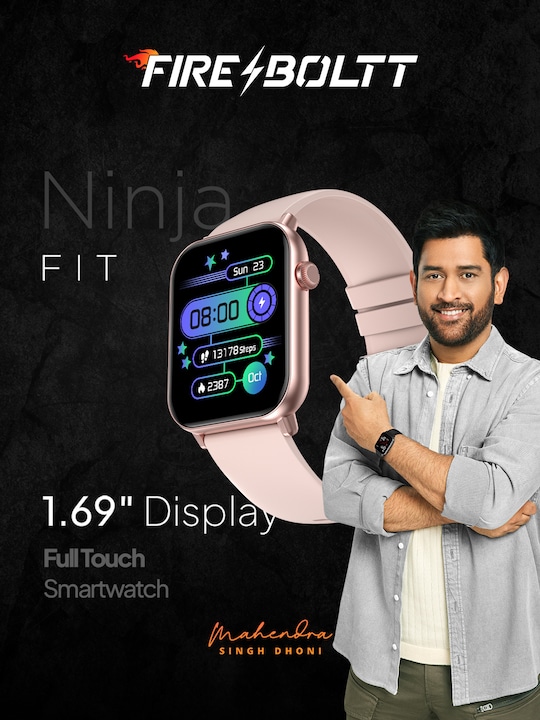 FIRE BOLTT
Ninja
FIT
Sun 23
08:00
13178 Steps
2387
Oct
1.69" Display
Full Touch
Smartwatch
Mahendra
SINGH DHONI